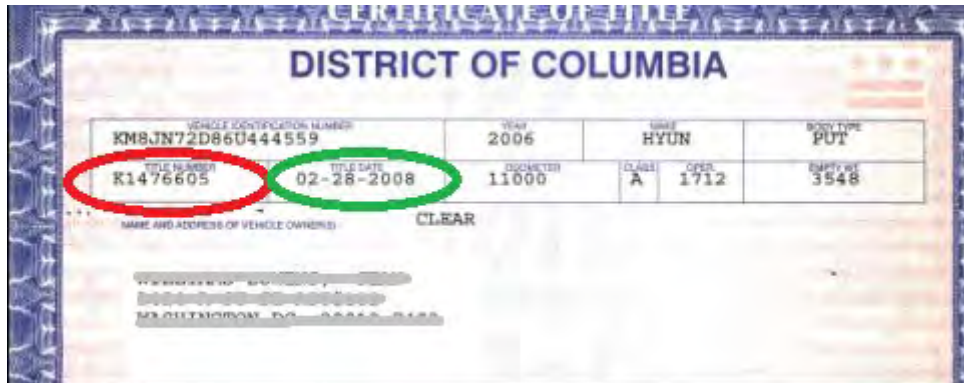 CERTIFICATE OF TITLE
DISTRICT OF COLUMBIA
VEHICLE IDENTIFICATION NUMBER YEAR MAKE BODY TYPE
KM8JN72D86U444559 2006 HYUN PUT
TITLE NUMBER TITLE DATE ODOMETER CLASS OPER. EMPTY WT.
K1476605 02-28-2008 11000 A 1712 3548
CLEAR
NAME AND ADDRESS OF VEHICLE OWNER(S)
WASHINGTON DC